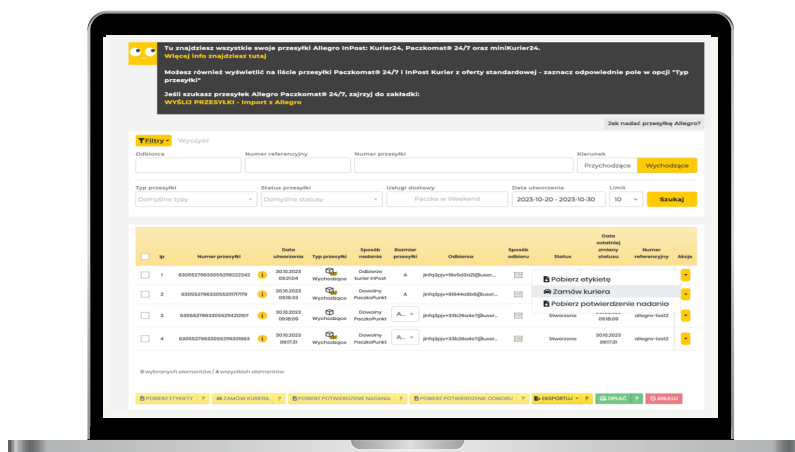 Tu znajdziesz wszystkie swoje przesyłki Allegro InPost: Kurier24, Paczkomat® 24/7 oraz miniKurier24.
Więcej info znajdziesz tutaj
Możesz również wyświetlić na liście przesyłki Paczkomat® 24/7 i InPost Kurier z oferty standardowej - zaznacz odpowiednie pole w opcji "Typ
przesyłki"
Jeśli szukasz przesyłek Allegro Paczkomat® 24/7, zajrzyj do zakładki:
WYŚLIJ PRZESYŁKI - Import z Allegro
Jak nadać przesyłkę Allegro?
Filtry Wyczyść
Odbiorca Numer referencyjny Numer przesyłki Kierunek
Przychodzące Wychodzące
Typ przesyłki Status przesyłki Usługi dostawy Data utworzenia Limit
Domyślne typy Domyślne statusy Paczka w Weekend 2023-10-20 - 2023-10-30 10 Szukaj
lp Numer przesyłki Data utworzenia Typ przesyłki Sposób nadania Rozmiar przesyłki Odbiorca Sposób odbioru Status Data ostatniej zmiany statusu Numer referencyjny Akcje
1 30.10.2023 09:21:04 Wychodzące Odbierze kurier InPost A
2 30.10.2023 09:18:33 Wychodzące Dowolny PaczkoPunkt A
3 30.10.2023 09:18:09 Wychodzące Dowolny PaczkoPunkt A... Stworzono 09:18:09 allegro-test2
4 30.10.2023 09:17:31 Wychodzące Dowolny PaczkoPunkt A... Stworzono 30.10.2023 09:17:31 allegro-test2
Pobierz etykietę
Zamów kuriera
Pobierz potwierdzenie nadania
0 wybranych elementów / 4 wszystkich elementów
POBIERZ ETYKIETY ? ZAMÓW KURIERA ? POBIERZ POTWIERDZENIE NADANIA ? POBIERZ POTWIERDZENIE ODBIORU ? EKSPORTUJ ? OPŁAĆ ? ANULUJ